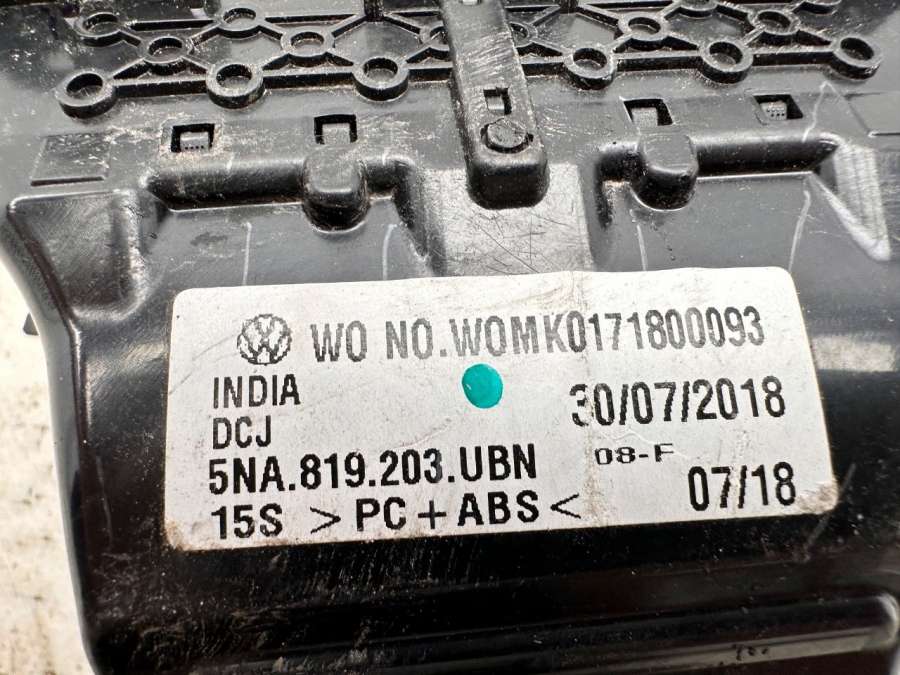 WO NO.WOMK0171800093
INDIA
30/07/2018
DCJ
5NA.819.203.UBN
08-F
15S >PC+ABS<
07/18